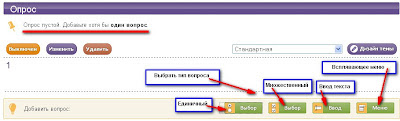 Опрос
Опрос пустой. Добавьте хотя бы один вопрос.
Выключен Изменить Удалить Стандартная Дизайн темы
1
Всплывающее меню
Выбрать тип вопроса
Множественный Ввод текста
Единичный
Добавить вопрос: Выбор Выбор Ввод Меню